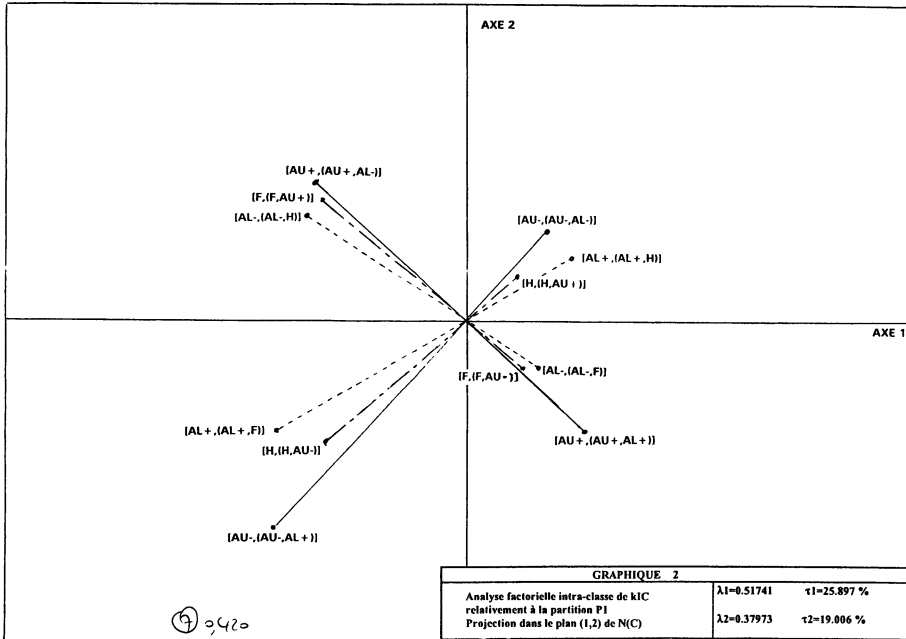 AXE 2
[AU+,(AU+,AL-)]
[F,(F,AU+)]
[AL-,(AL-,H)]
[AU-,(AU-,AL-)]
[AL+,(AL+,H)]
[H,(H,AU+)]
AXE 1
[F,(F,AU-)]
[AL-,(AL-,F)]
[AL+,(AL+,F)]
[H,(H,AU-)]
[AU+,(AU+,AL+)]
[AU-,(AU-,AL+)]
GRAPHIQUE 2
Analyse factorielle intra-classe de kIC
relativement à la partition P1
Projection dans le plan (1,2) de N(C)
λ1=0.51741 τ1=25.897 %
λ2=0.37973 τ2=19.006 %
7 0,420